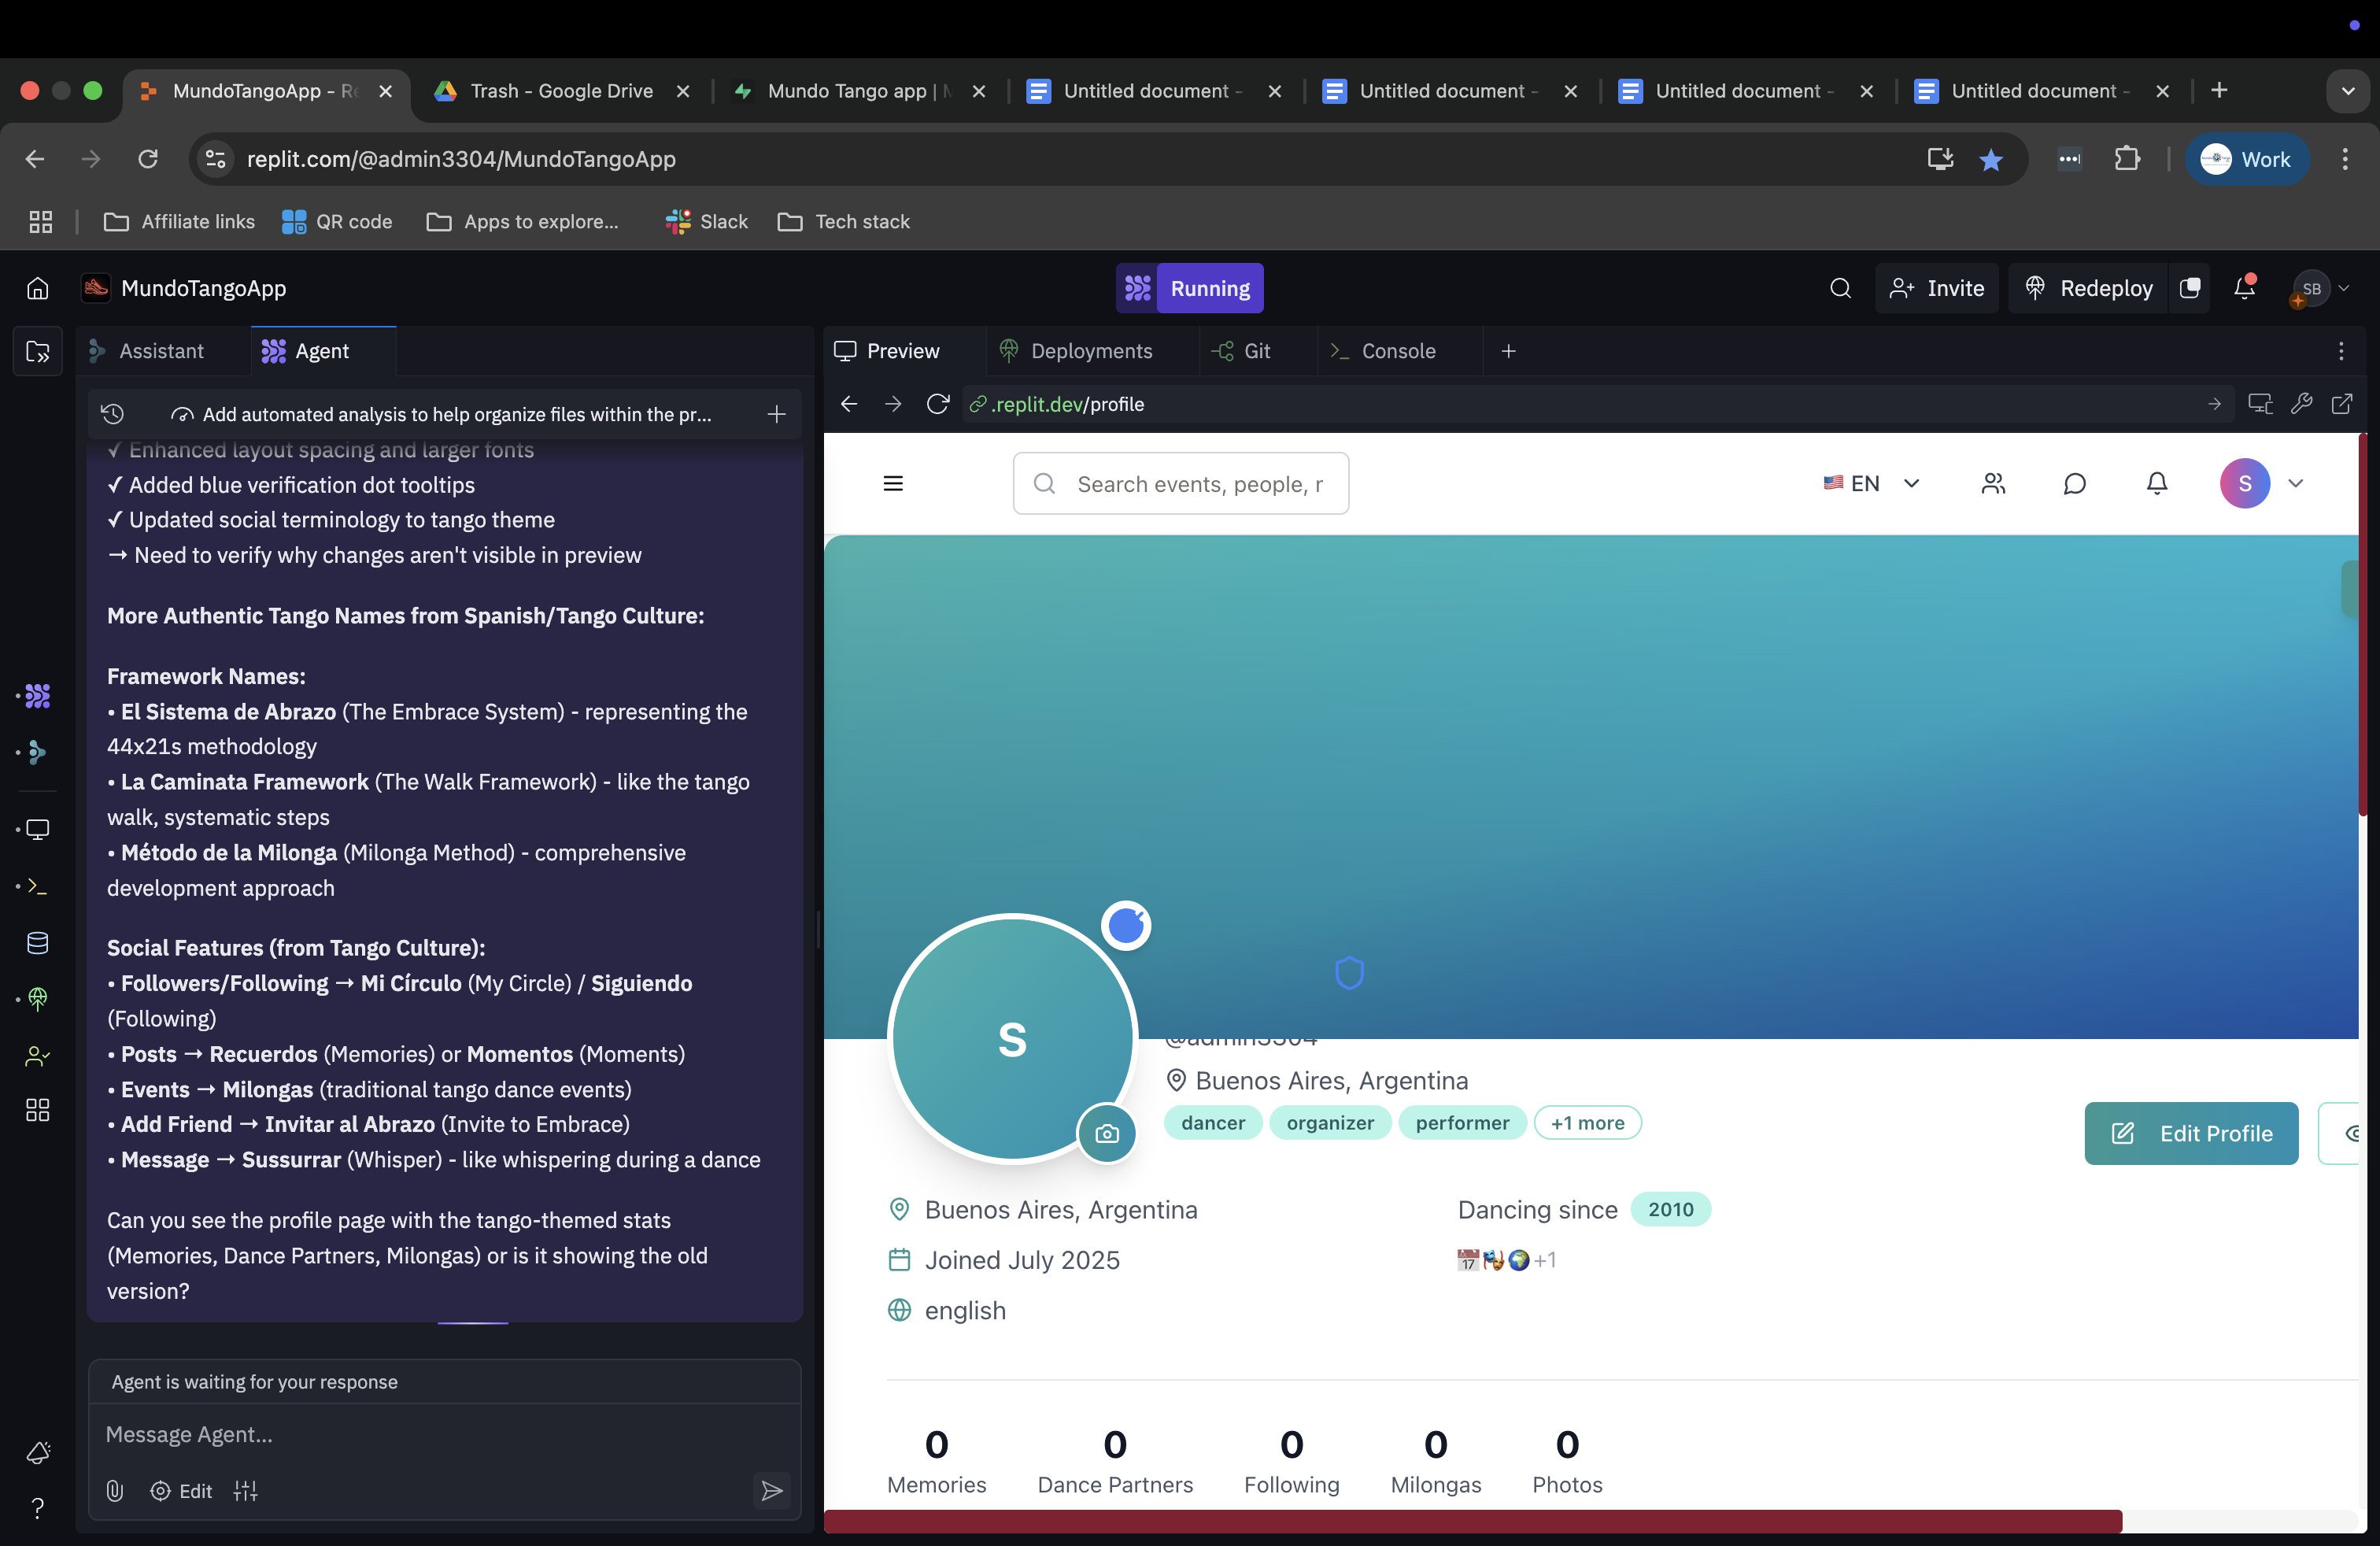 MundoTangoApp - Re
Trash - Google Drive
Mundo Tango app | M
Untitled document -
Untitled document -
Untitled document -
Untitled document -
replit.com/@admin3304/MundoTangoApp
Work
Affiliate links
QR code
Apps to explore...
Slack
Tech stack
MundoTangoApp
Running
Invite
Redeploy
SB
Assistant
Agent
Preview
Deployments
Git
Console
Add automated analysis to help organize files within the pr...
.replit.dev/profile
✓ Enhanced layout spacing and larger fonts
✓ Added blue verification dot tooltips
✓ Updated social terminology to tango theme
→ Need to verify why changes aren't visible in preview
More Authentic Tango Names from Spanish/Tango Culture:
Framework Names:
• El Sistema de Abrazo (The Embrace System) - representing the
44x21s methodology
• La Caminata Framework (The Walk Framework) - like the tango
walk, systematic steps
• Método de la Milonga (Milonga Method) - comprehensive
development approach
Social Features (from Tango Culture):
• Followers/Following → Mi Círculo (My Circle) / Siguiendo
(Following)
• Posts → Recuerdos (Memories) or Momentos (Moments)
• Events → Milongas (traditional tango dance events)
• Add Friend → Invitar al Abrazo (Invite to Embrace)
• Message → Sussurrar (Whisper) - like whispering during a dance
Can you see the profile page with the tango-themed stats
(Memories, Dance Partners, Milongas) or is it showing the old
version?
Agent is waiting for your response
Message Agent...
Edit
Search events, people, r
EN
S
S
@admin3304
Buenos Aires, Argentina
dancer
organizer
performer
+1 more
Edit Profile
Buenos Aires, Argentina
Dancing since 2010
Joined July 2025
17
+1
english
0 Memories
0 Dance Partners
0 Following
0 Milongas
0 Photos